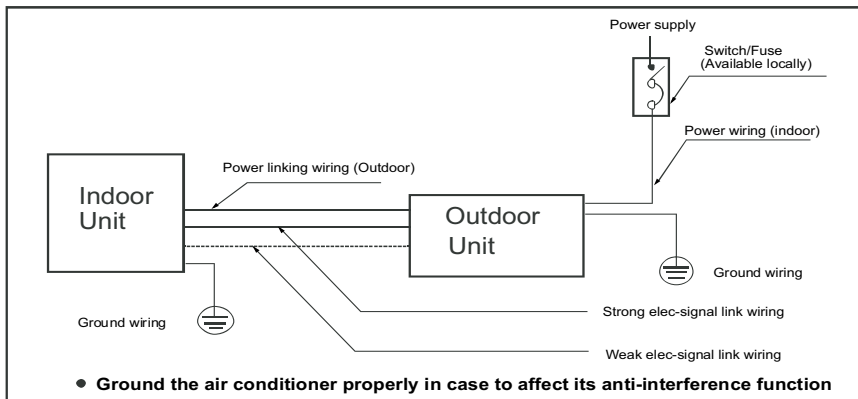 Power supply
Switch/Fuse
(Available locally)
Power wiring (indoor)
Power linking wiring (Outdoor)
Indoor
Unit
Outdoor
Unit
Ground wiring
Ground wiring
Strong elec-signal link wiring
Weak elec-signal link wiring
● Ground the air conditioner properly in case to affect its anti-interference function